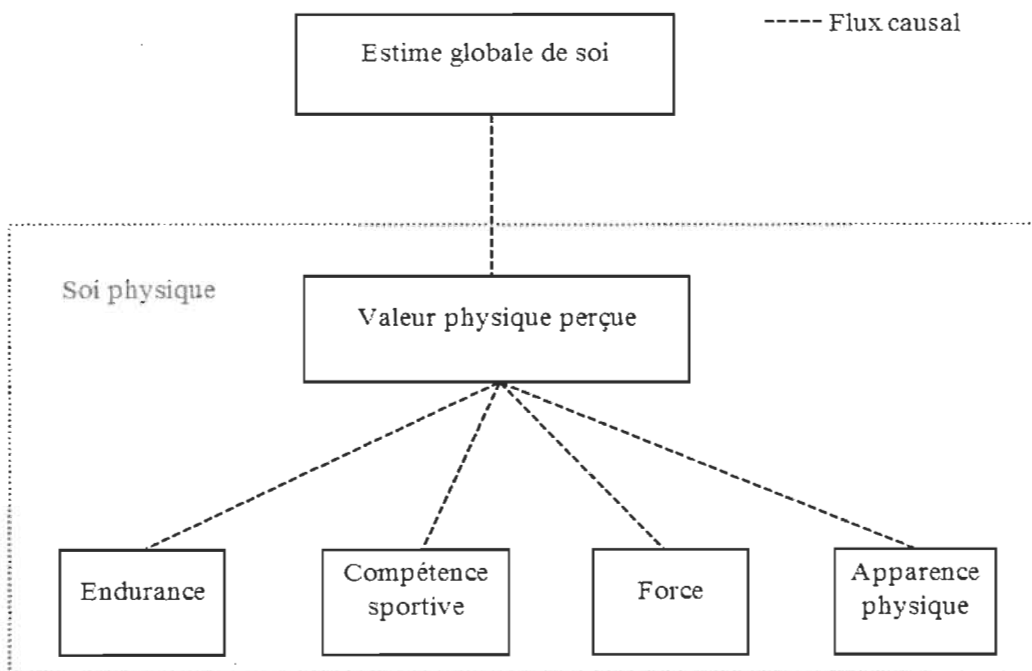 Flux causal
Estime globale de soi
Soi physique
Valeur physique perçue
Endurance
Compétence
sportive
Force
Apparence
physique